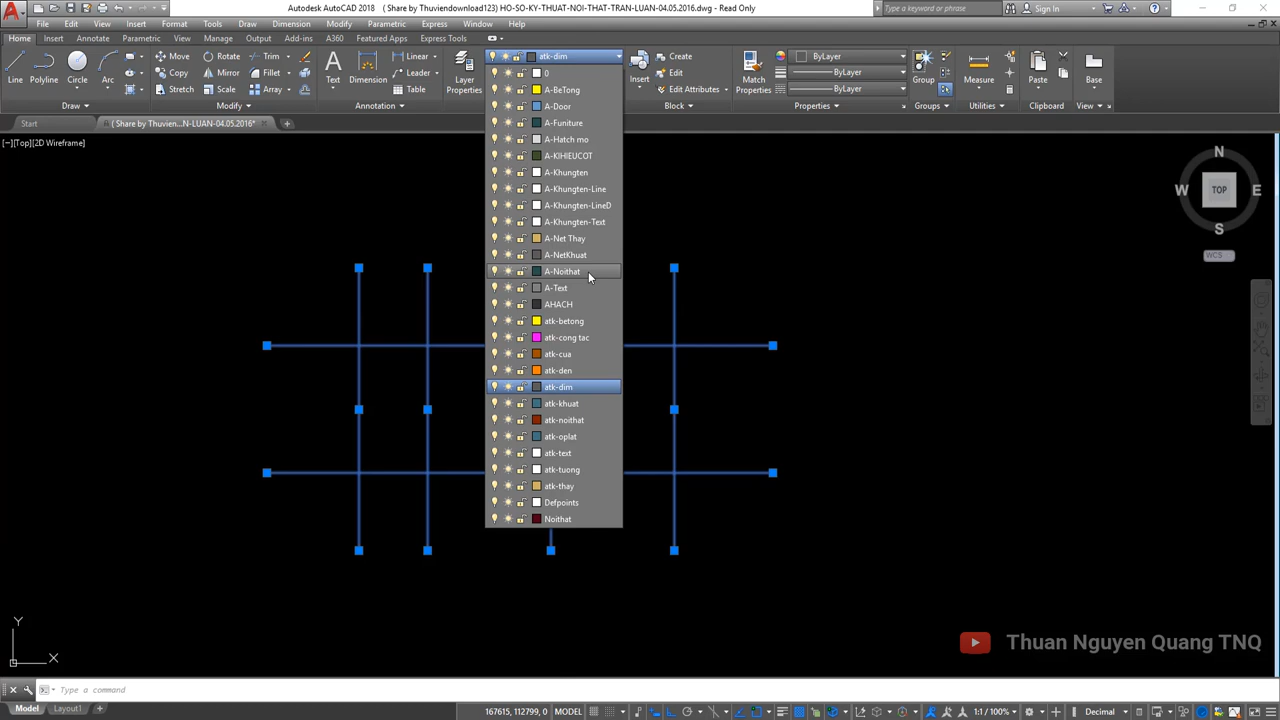 Autodesk AutoCAD 2018 ( Share by Thuviendownload123) HO-SO-KY-THUAT-NOI-THAT-TRAN-LUAN-04.05.2016.dwg - Read Only
Type a keyword or phrase
Sign In
File Edit View Insert Format Tools Draw Dimension Modify Parametric Express Window Help
Home Insert Annotate Parametric View Manage Output Add-ins A360 Featured Apps Express Tools
Line Polyline Circle Arc
Move Rotate Trim
Copy Mirror Fillet
Stretch Scale Array
Text Dimension
Linear
Leader
Table
Layer Properties
atk-dim
Insert
Create
Edit
Edit Attributes
Match Properties
ByLayer
ByLayer
ByLayer
Group
Measure
Paste
Base
Draw Modify Block Properties Groups Utilities Clipboard View
Start
( Share by Thuvien....N-LUAN-04.05.2016*
[−][Top][2D Wireframe]
0
A-BeTong
A-Door
A-Funiture
A-Hatch mo
A-KIHIEUCOT
A-Khungten
A-Khungten-Line
A-Khungten-LineD
A-Khungten-Text
A-Net Thay
A-NetKhuat
A-Noithat
A-Text
AHACH
atk-betong
atk-cong tac
atk-cua
atk-den
atk-dim
atk-khuat
atk-noithat
atk-oplat
atk-text
atk-tuong
atk-thay
Defpoints
Noithat
N
W TOP E
S
WCS
Y
X
Thuan Nguyen Quang TNQ
Type a command
Model Layout1
167615, 112799, 0 MODEL
1:1 / 100%
Decimal